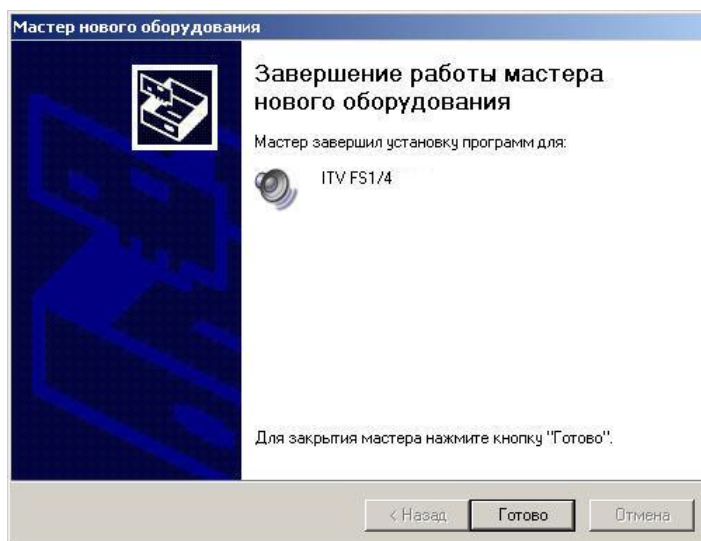 Мастер нового оборудования
Завершение работы мастера
нового оборудования
Мастер завершил установку программ для:
ITV FS1/4
Для закрытия мастера нажмите кнопку "Готово".
< Назад
Готово
Отмена